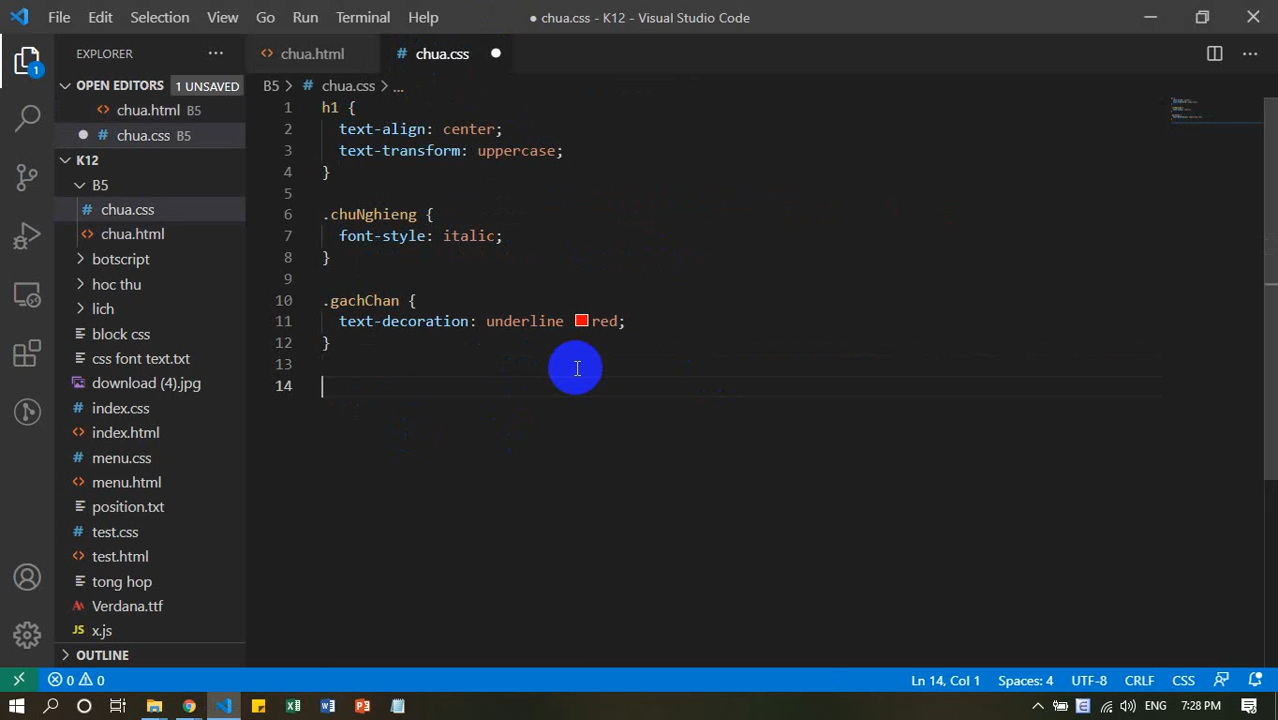 File Edit Selection View Go Run Terminal Help
● chua.css - K12 - Visual Studio Code
EXPLORER
OPEN EDITORS 1 UNSAVED
chua.html B5
chua.css B5
K12
B5
chua.css
chua.html
botscript
hoc thu
lich
block css
css font text.txt
download (4).jpg
index.css
index.html
menu.css
menu.html
position.txt
test.css
test.html
tong hop
Verdana.ttf
JS x.js
OUTLINE
1
chua.html
# chua.css
B5 > # chua.css > ...
1 h1 {
2 text-align: center;
3 text-transform: uppercase;
4 }
5
6 .chuNghieng {
7 font-style: italic;
8 }
9
10 .gachChan {
11 text-decoration: underline red;
12 }
13
14
0 0
Ln 14, Col 1 Spaces: 4 UTF-8 CRLF CSS
ENG 7:28 PM